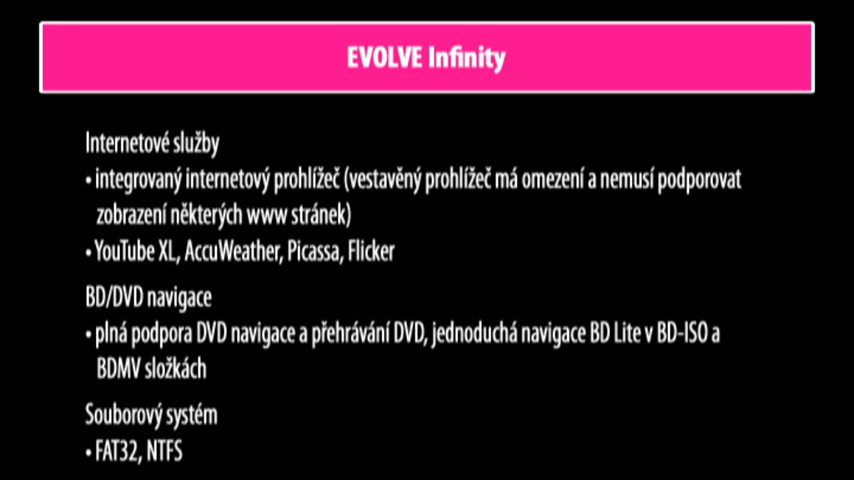 EVOLVE Infinity
Internetové služby
• integrovaný internetový prohlížeč (vestavěný prohlížeč má omezení a nemusí podporovat
zobrazení některých www stránek)
• YouTube XL, AccuWeather, Picassa, Flicker
BD/DVD navigace
• plná podpora DVD navigace a přehrávání DVD, jednoduchá navigace BD Lite v BD-ISO a
BDMV složkách
Souborový systém
• FAT32, NTFS